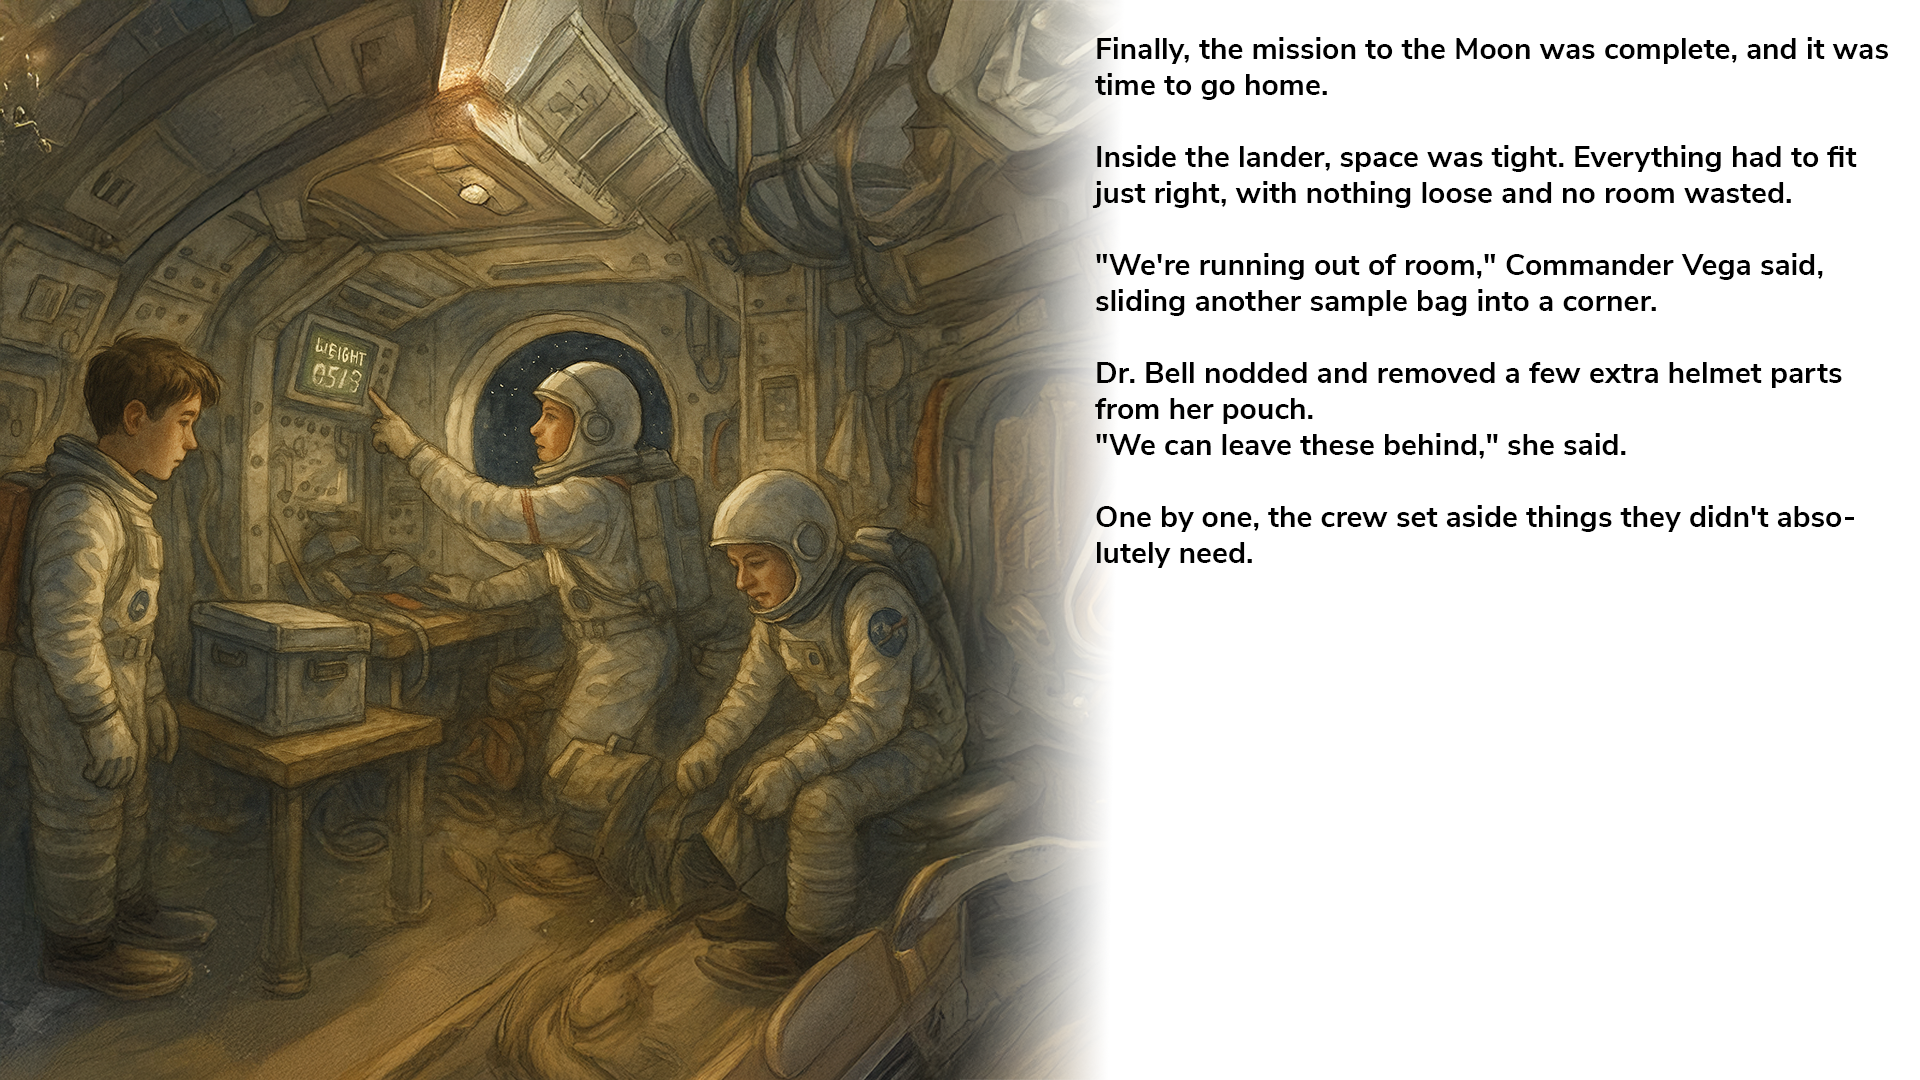 WEIGHT
0513
Finally, the mission to the Moon was complete, and it was
time to go home.
Inside the lander, space was tight. Everything had to fit
just right, with nothing loose and no room wasted.
"We're running out of room," Commander Vega said,
sliding another sample bag into a corner.
Dr. Bell nodded and removed a few extra helmet parts
from her pouch.
"We can leave these behind," she said.
One by one, the crew set aside things they didn't abso-
lutely need.